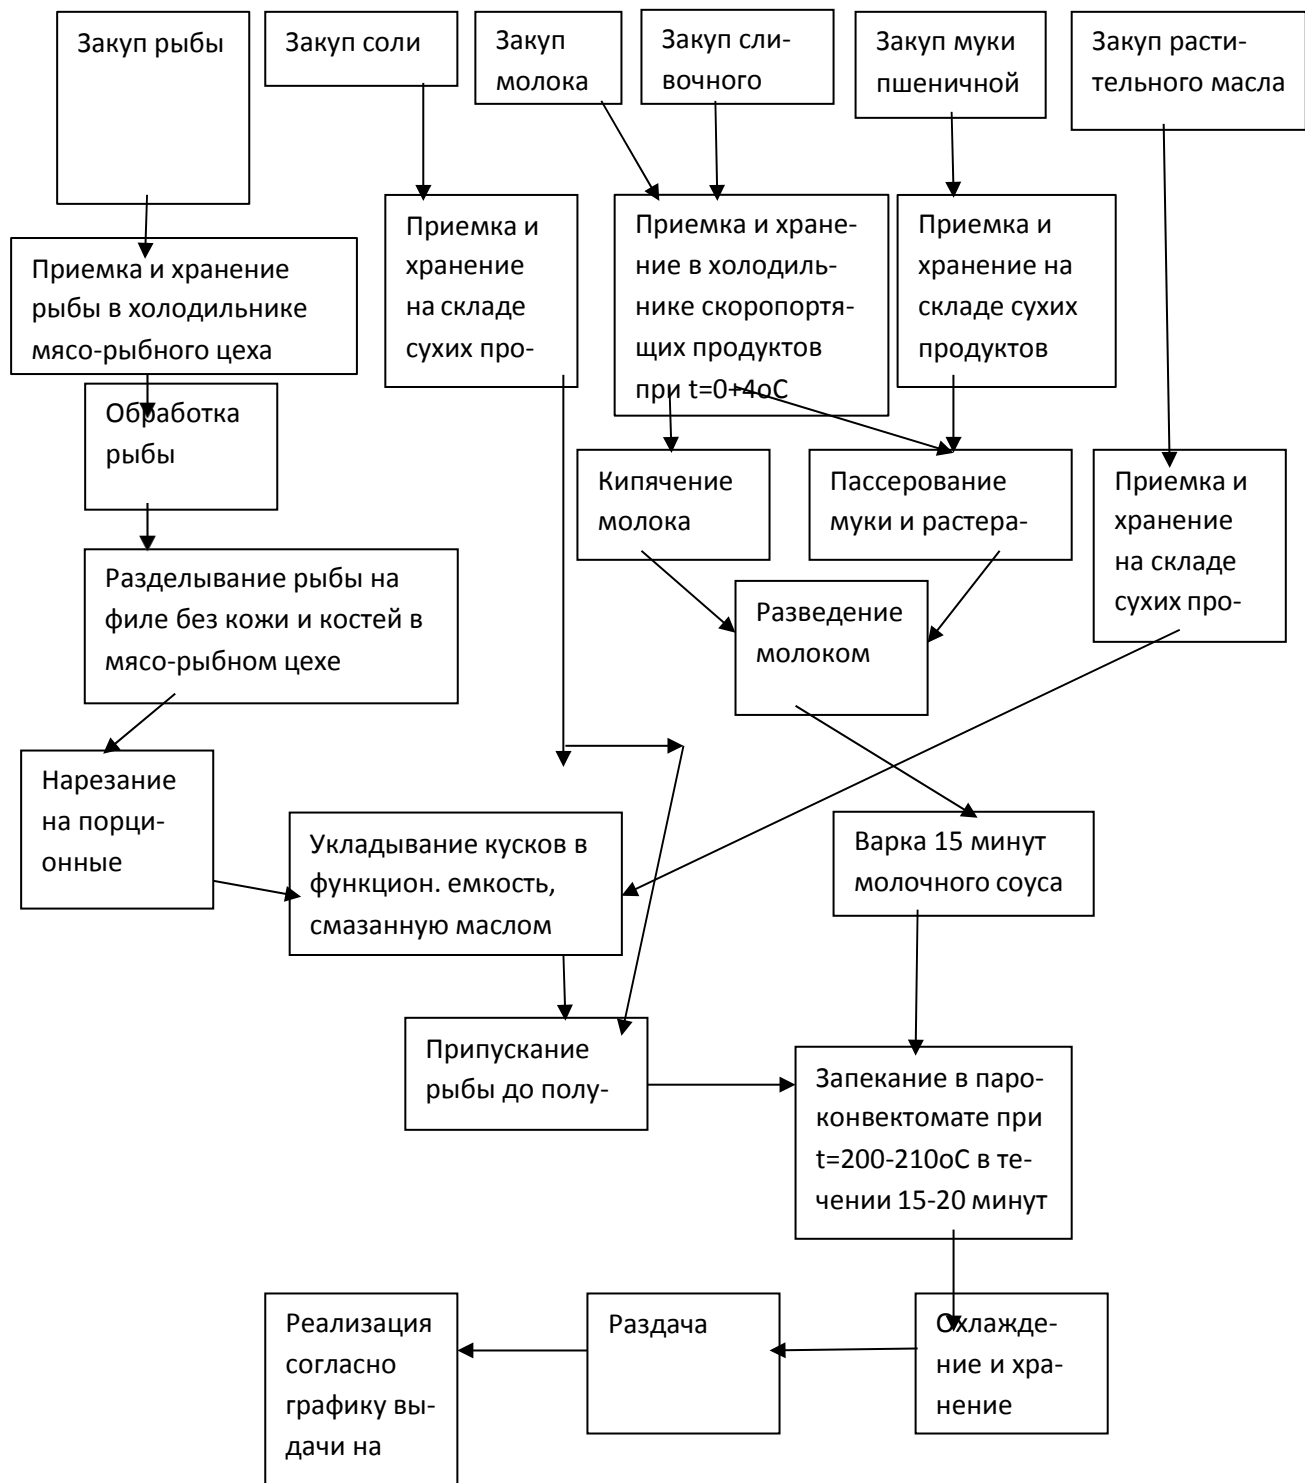 Закуп рыбы
Закуп соли
Закуп
молока
Закуп сли-
вочного
Закуп муки
пшеничной
Закуп расти-
тельного масла
Приемка и хранение
рыбы в холодильнике
мясо-рыбного цеха
Приемка и
хранение
на складе
сухих про-
Приемка и хране-
ние в холодиль-
нике скоропортя-
щих продуктов
при t=0+4оС
Приемка и
хранение на
складе сухих
продуктов
Обработка
рыбы
Кипячение
молока
Пассерование
муки и растера-
Приемка и
хранение
на складе
сухих про-
Разделывание рыбы на
филе без кожи и костей в
мясо-рыбном цехе
Разведение
молоком
Нарезание
на порци-
онные
Укладывание кусков в
функцион. емкость,
смазанную маслом
Варка 15 минут
молочного соуса
Припускание
рыбы до полу-
Запекание в паро-
конвектомате при
t=200-210оС в те-
чении 15-20 минут
Реализация
согласно
графику вы-
дачи на
Раздача
Охлажде-
ние и хра-
нение